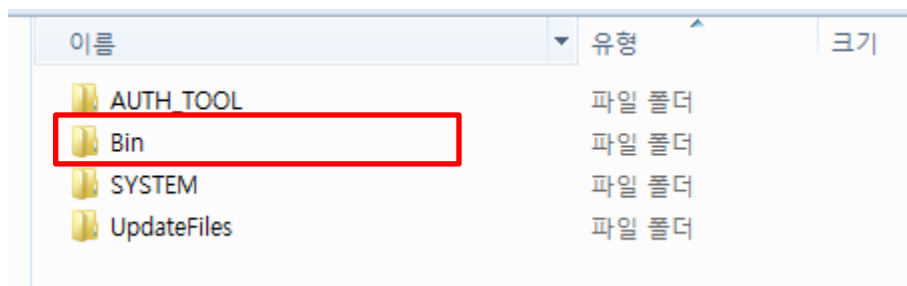 이름 유형 크기
AUTH_TOOL 파일 폴더
Bin 파일 폴더
SYSTEM 파일 폴더
UpdateFiles 파일 폴더